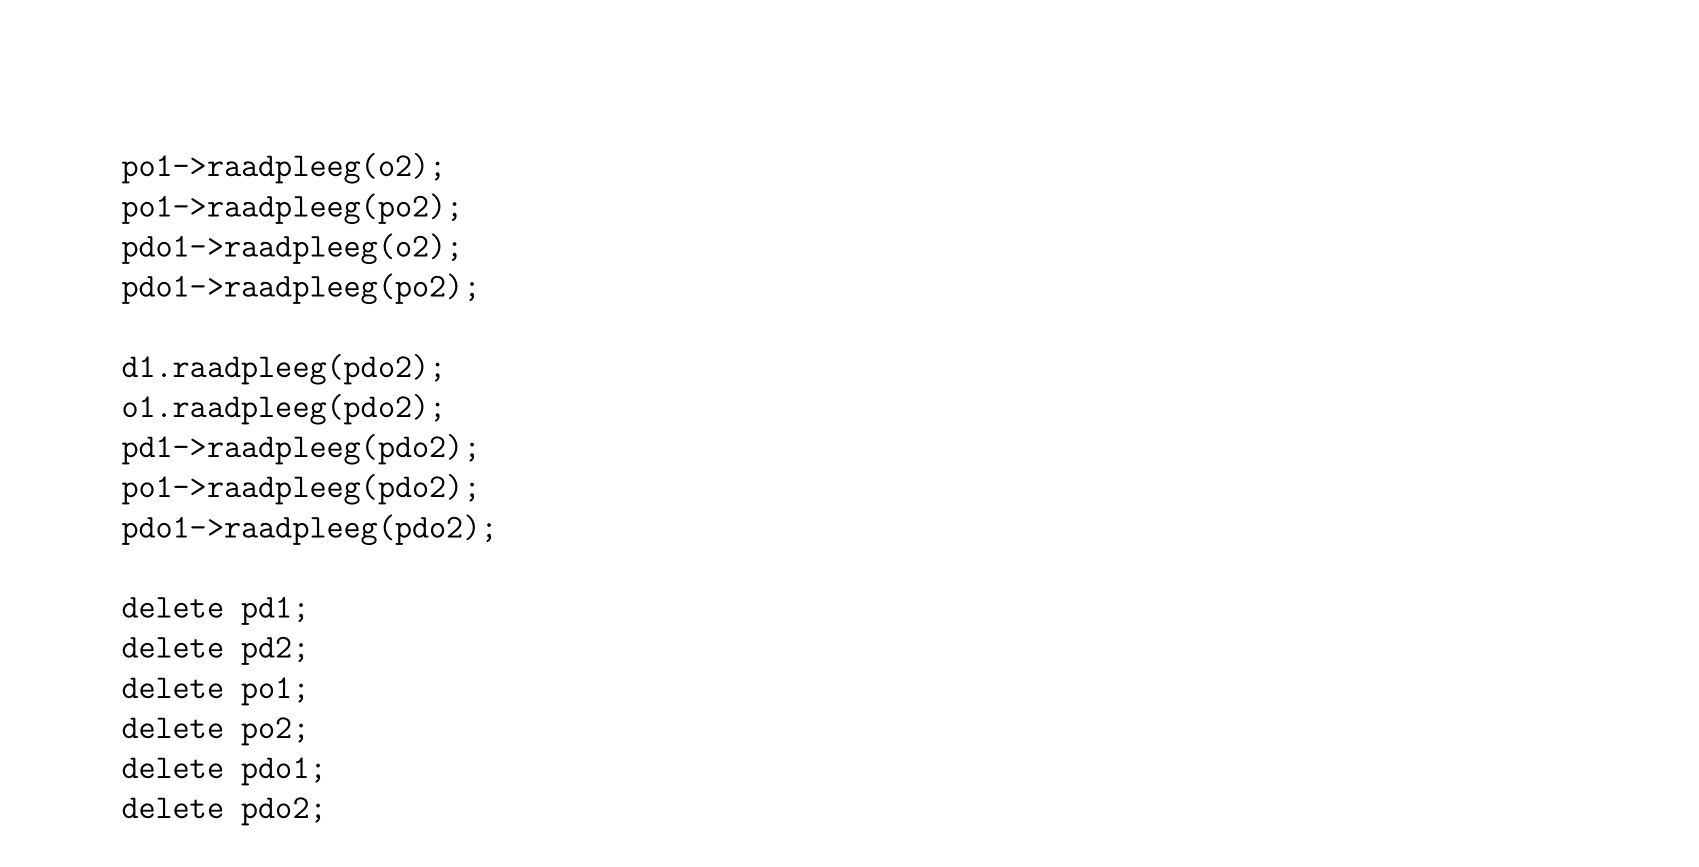 po1->raadpleeg(o2);
po1->raadpleeg(po2);
pdo1->raadpleeg(o2);
pdo1->raadpleeg(po2);
d1.raadpleeg(pdo2);
o1.raadpleeg(pdo2);
pd1->raadpleeg(pdo2);
po1->raadpleeg(pdo2);
pdo1->raadpleeg(pdo2);
delete pd1;
delete pd2;
delete po1;
delete po2;
delete pdo1;
delete pdo2;